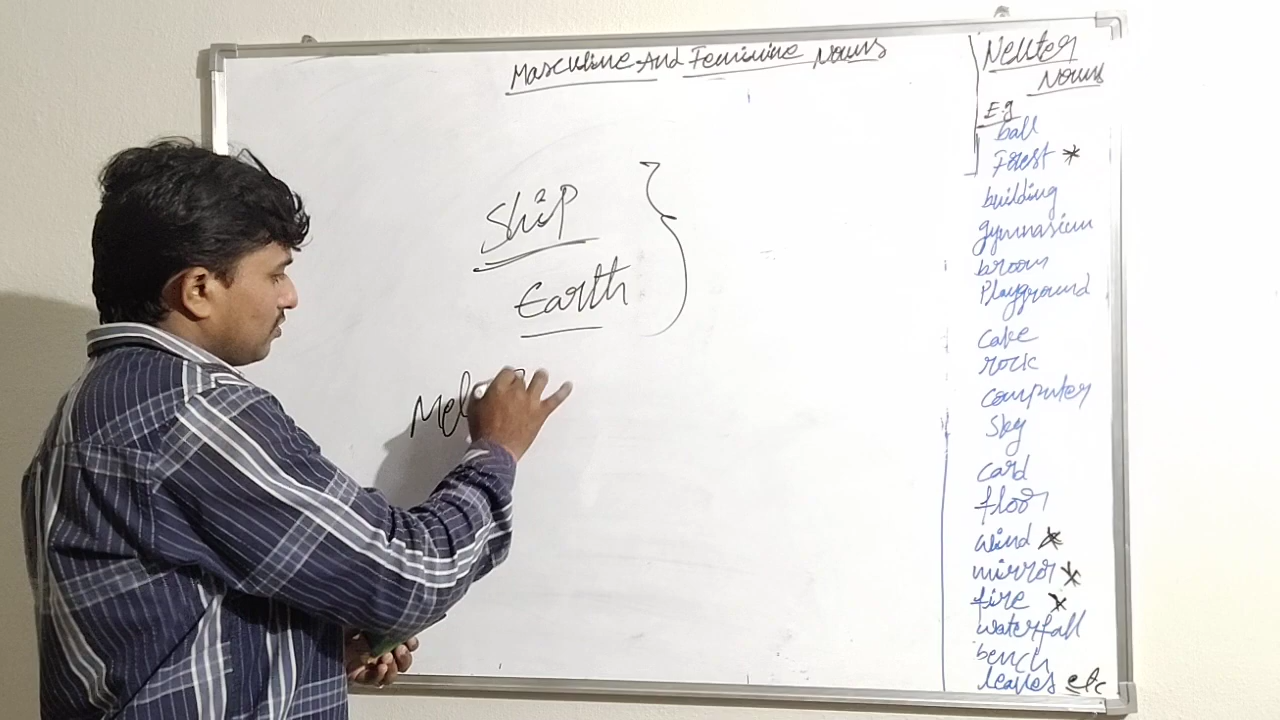 Masculine And Feminine Nouns
Ship
Earth
Mel
Neuter
Nouns
E.g
ball
Forest *
building
gymnasium
broom
Playground
cake
rock
computer
Sky
card
floor
wind *
mirror *
fire *
waterfall
bench
leaves etc